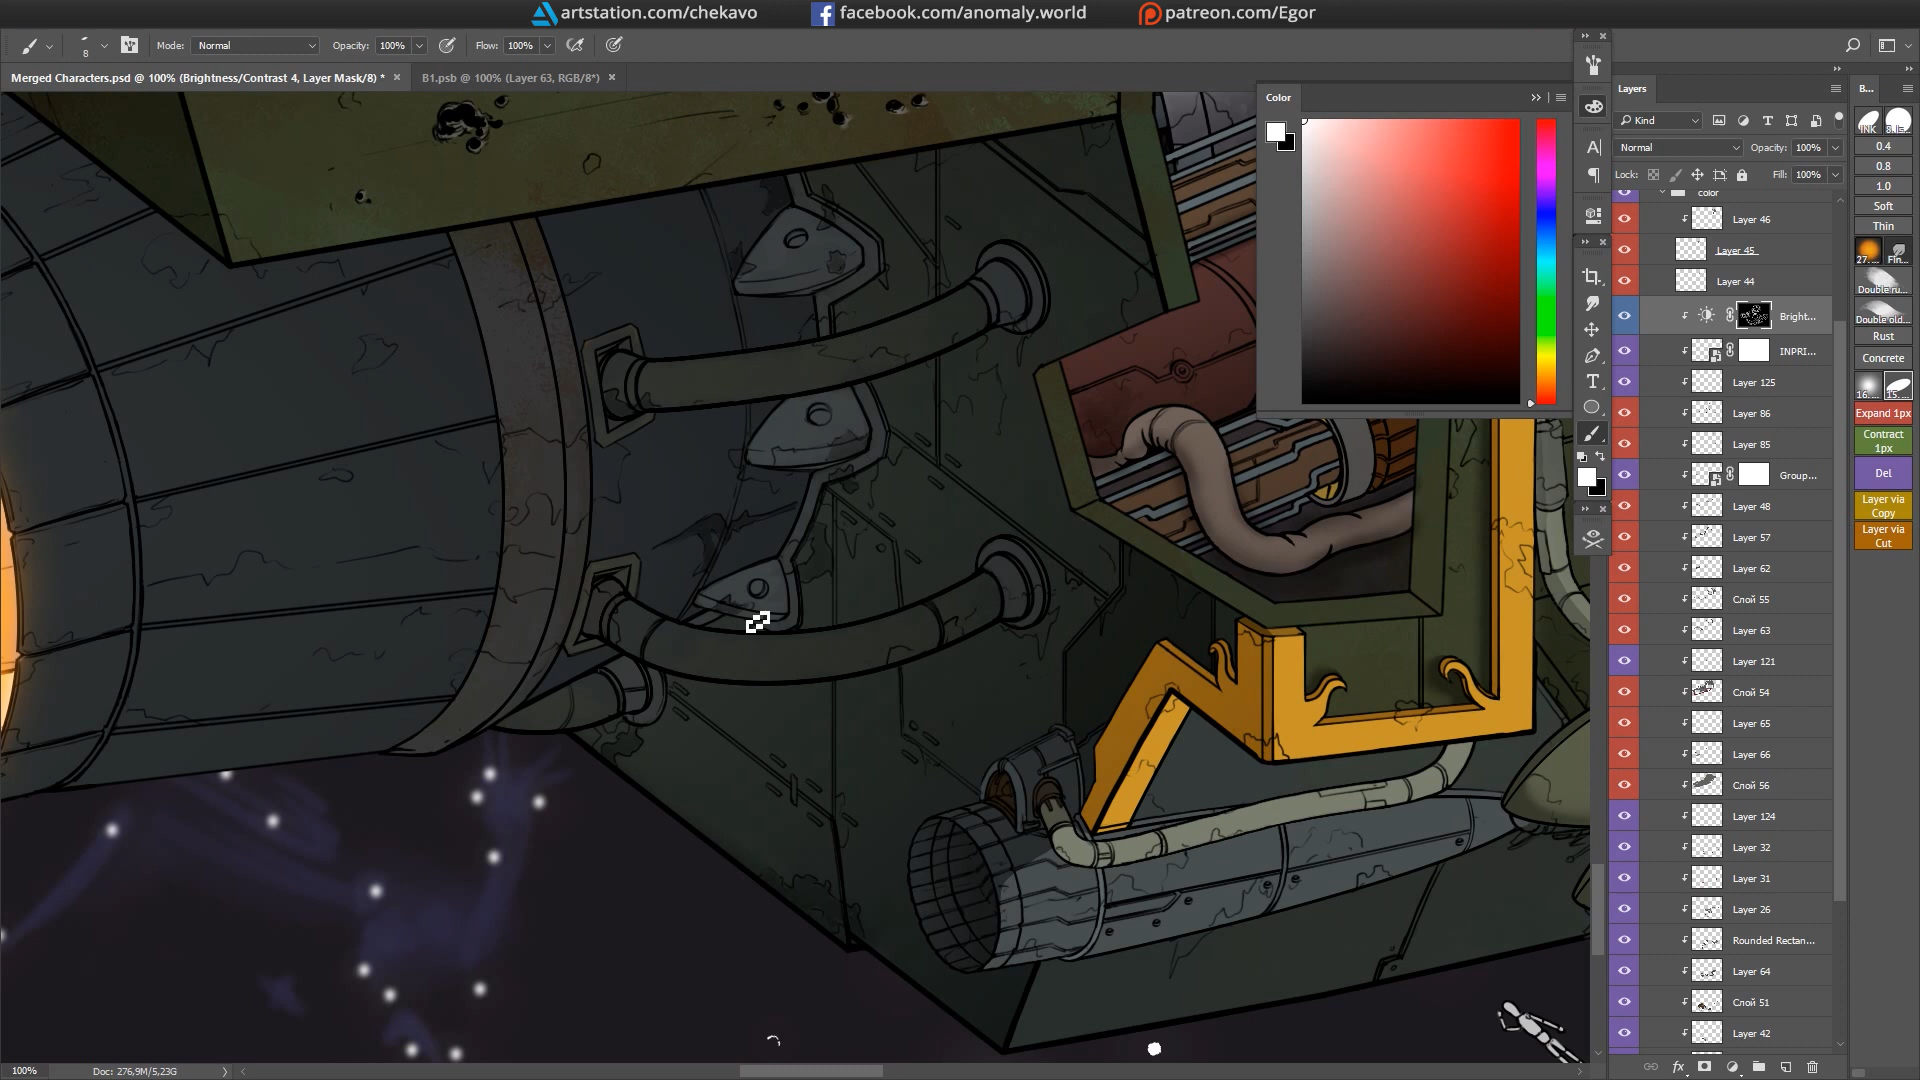 artstation.com/chekavo
facebook.com/anomaly.world
patreon.com/Egor
8
Mode: Normal
Opacity: 100%
Flow: 100%
Merged Characters.psd @ 100% (Brightness/Contrast 4, Layer Mask/8) *
B1.psb @ 100% (Layer 63, RGB/8*)
Color
Layers
B...
Kind
Normal
Opacity: 100%
Lock:
Fill: 100%
color
Layer 46
Layer 45
Layer 44
Bright...
INPRI...
Layer 125
Layer 86
Layer 85
Group...
Layer 48
Layer 57
Layer 62
Слой 55
Layer 63
Layer 121
Слой 54
Layer 65
Layer 66
Слой 56
Layer 124
Layer 32
Layer 31
Layer 26
Rounded Rectan...
Layer 64
Слой 51
Layer 42
INK
0.4
0.8
1.0
Soft
Thin
27...
Fin...
Double ru...
Double old...
Rust
Concrete
16...
15...
Expand 1px
Contract
1px
Del
Layer via
Copy
Layer via
Cut
100%
Doc: 276,9M/5,23G